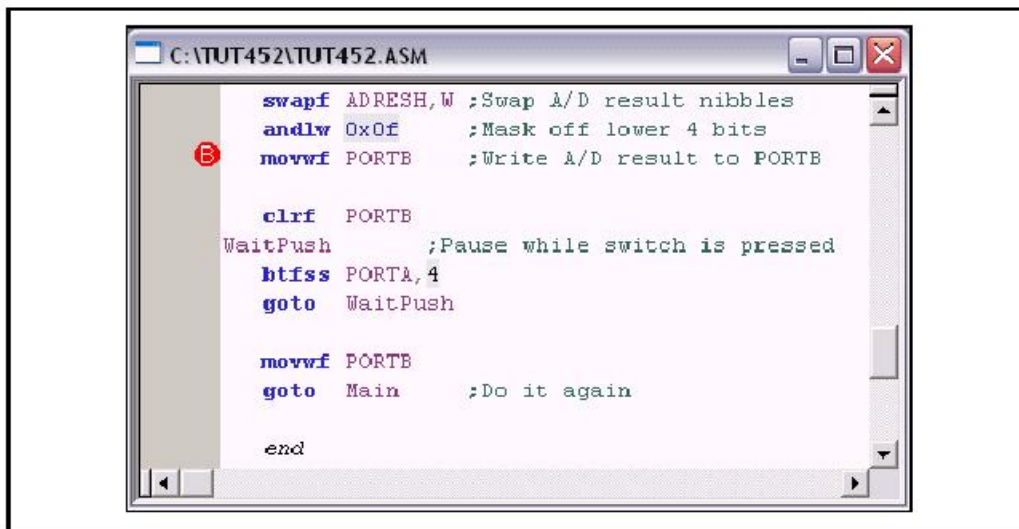 C:\TUT452\TUT452.ASM
swapf ADRESH,W ;Swap A/D result nibbles
andlw 0x0f ;Mask off lower 4 bits
B movwf PORTB ;Write A/D result to PORTB
clrf PORTB
WaitPush ;Pause while switch is pressed
btfss PORTA,4
goto WaitPush
movwf PORTB
goto Main ;Do it again
end